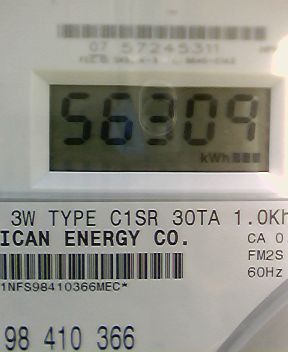 07 57245311
56309
kWh
3W TYPE C1SR 30TA 1.0Kh
ICAN ENERGY CO.
CA 0.
FM2S
60Hz
1NFS98410366MEC*
98 410 366